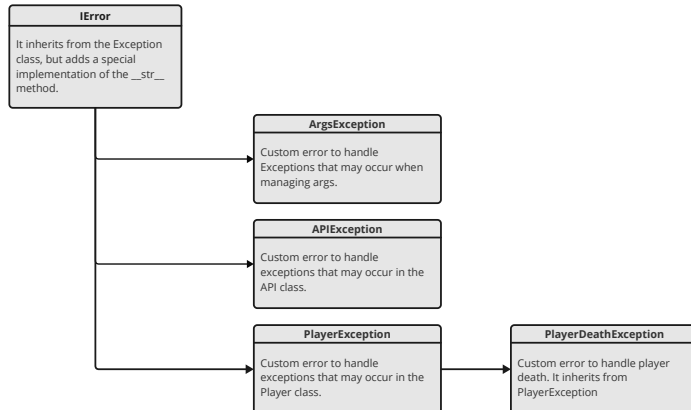 IError
It inherits from the Exception
class, but adds a special
implementation of the __str__
method.
ArgsException
Custom error to handle
Exceptions that may occur when
managing args.
APIException
Custom error to handle
exceptions that may occur in the
API class.
PlayerException
Custom error to handle
exceptions that may occur in the
Player class.
PlayerDeathException
Custom error to handle player
death. It inherits from
PlayerException